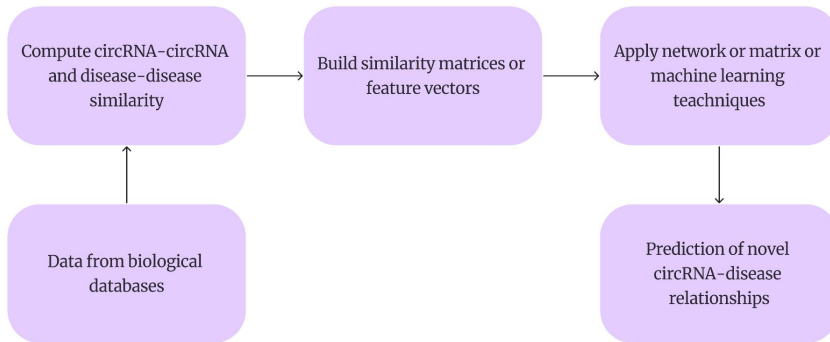 Compute circRNA-circRNA
and disease-disease
similarity
Build similarity matrices or
feature vectors
Apply network or matrix or
machine learning
teachniques
Data from biological
databases
Prediction of novel
circRNA-disease
relationships